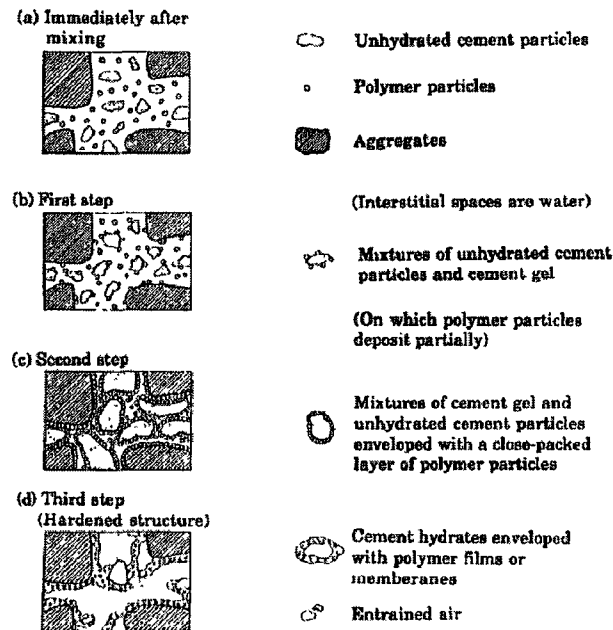 (a) Immediately after
mixing
Unhydrated cement particles
Polymer particles
Aggregates
(b) First step
(Interstitial spaces are water)
Mixtures of unhydrated cement
particles and cement gel
(On which polymer particles
deposit partially)
(c) Second step
Mixtures of cement gel and
unhydrated cement particles
enveloped with a close-packed
layer of polymer particles
(d) Third step
(Hardened structure)
Cement hydrates enveloped
with polymer films or
memberanes
Entrained air